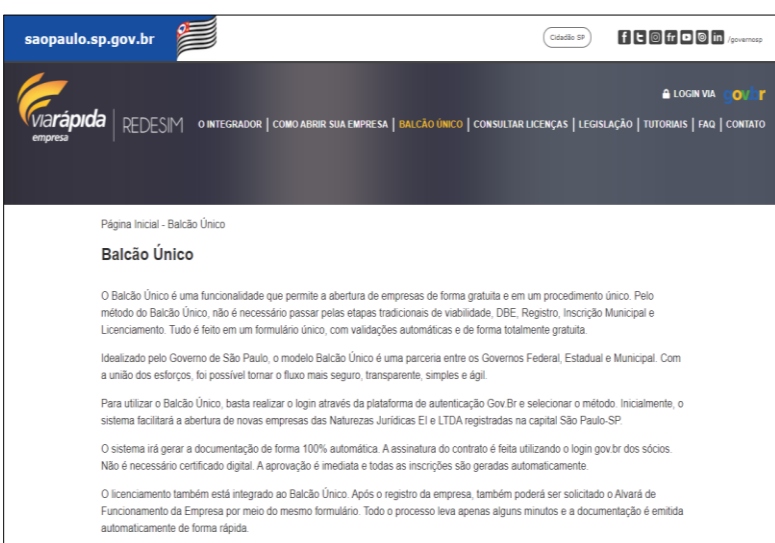 saopaulo.sp.gov.br
Cidadão SP
/governosp
LOGIN VIA gov.br
viarápida
empresa
REDESIM
O INTEGRADOR | COMO ABRIR SUA EMPRESA | BALCÃO ÚNICO | CONSULTAR LICENÇAS | LEGISLAÇÃO | TUTORIAIS | FAQ | CONTATO
Página Inicial - Balcão Único
Balcão Único
O Balcão Único é uma funcionalidade que permite a abertura de empresas de forma gratuita e em um procedimento único. Pelo
método do Balcão Único, não é necessário passar pelas etapas tradicionais de viabilidade, DBE, Registro, Inscrição Municipal e
Licenciamento. Tudo é feito em um formulário único, com validações automáticas e de forma totalmente gratuita.
Idealizado pelo Governo de São Paulo, o modelo Balcão Único é uma parceria entre os Governos Federal, Estadual e Municipal. Com
a união dos esforços, foi possível tornar o fluxo mais seguro, transparente, simples e ágil.
Para utilizar o Balcão Único, basta realizar o login através da plataforma de autenticação Gov.Br e selecionar o método. Inicialmente, o
sistema facilitará a abertura de novas empresas das Naturezas Jurídicas EI e LTDA registradas na capital São Paulo-SP.
O sistema irá gerar a documentação de forma 100% automática. A assinatura do contrato é feita utilizando o login gov.br dos sócios.
Não é necessário certificado digital. A aprovação é imediata e todas as inscrições são geradas automaticamente.
O licenciamento também está integrado ao Balcão Único. Após o registro da empresa, também poderá ser solicitado o Alvará de
Funcionamento da Empresa por meio do mesmo formulário. Todo o processo leva apenas alguns minutos e a documentação é emitida
automaticamente de forma rápida.